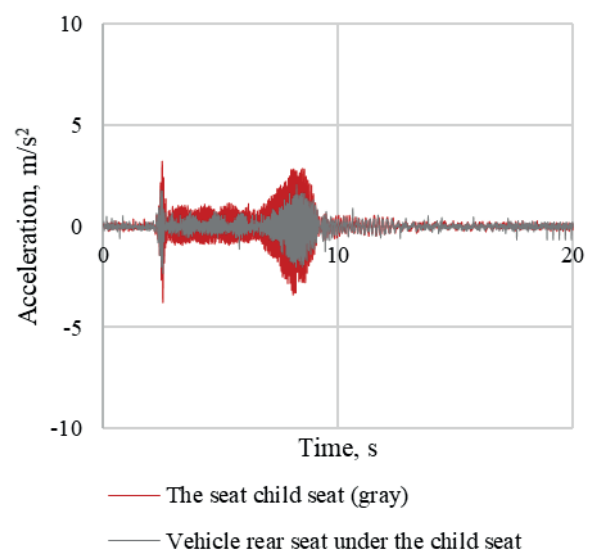 10
5
0
-5
-10
0
10
20
Acceleration, m/s²
Time, s
The seat child seat (gray)
Vehicle rear seat under the child seat